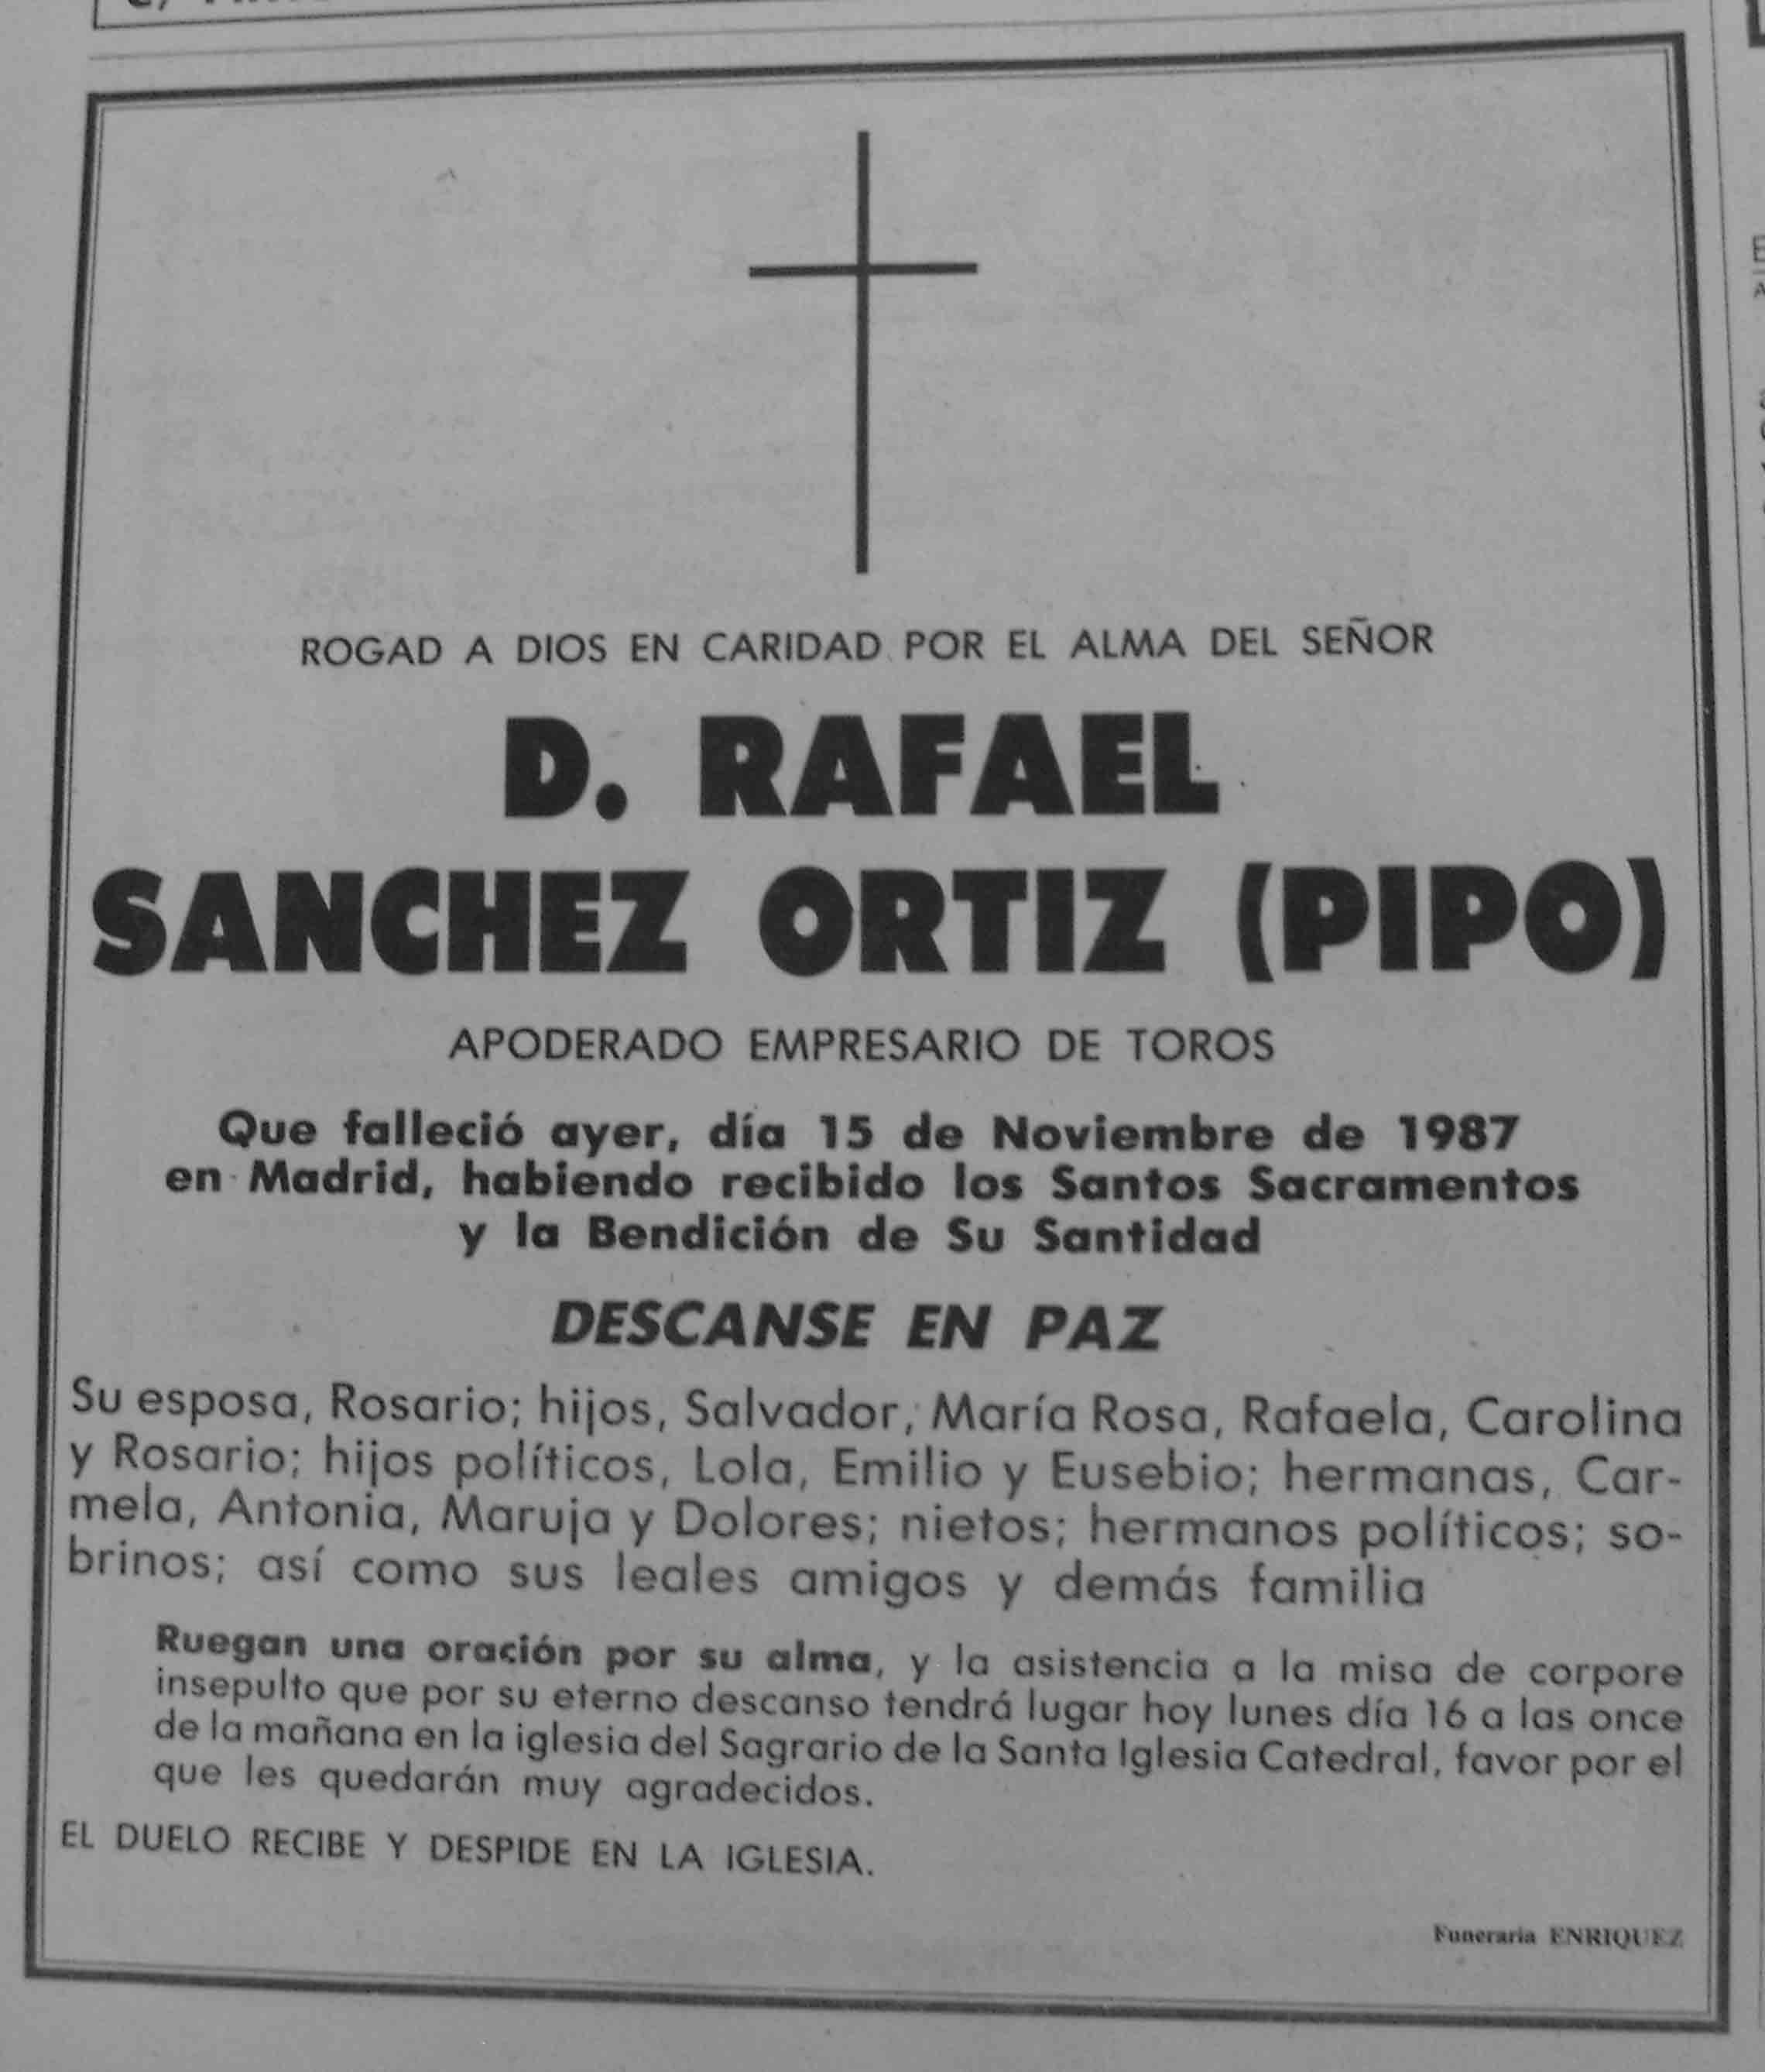 ROGAD A DIOS EN CARIDAD POR EL ALMA DEL SEÑOR
D. RAFAEL
SANCHEZ ORTIZ (PIPO)
APODERADO EMPRESARIO DE TOROS
Que falleció ayer, día 15 de Noviembre de 1987
en Madrid, habiendo recibido los Santos Sacramentos
y la Bendición de Su Santidad
DESCANSE EN PAZ
Su esposa, Rosario; hijos, Salvador, María Rosa, Rafaela, Carolina
y Rosario; hijos políticos, Lola, Emilio y Eusebio; hermanas, Car-
mela, Antonia, Maruja y Dolores; nietos; hermanos políticos; so-
brinos; así como sus leales amigos y demás familia
Ruegan una oración por su alma, y la asistencia a la misa de corpore
insepulto que por su eterno descanso tendrá lugar hoy lunes día 16 a las once
de la mañana en la iglesia del Sagrario de la Santa Iglesia Catedral, favor por el
que les quedarán muy agradecidos.
EL DUELO RECIBE Y DESPIDE EN LA IGLESIA.
Funeraria ENRIQUEZ